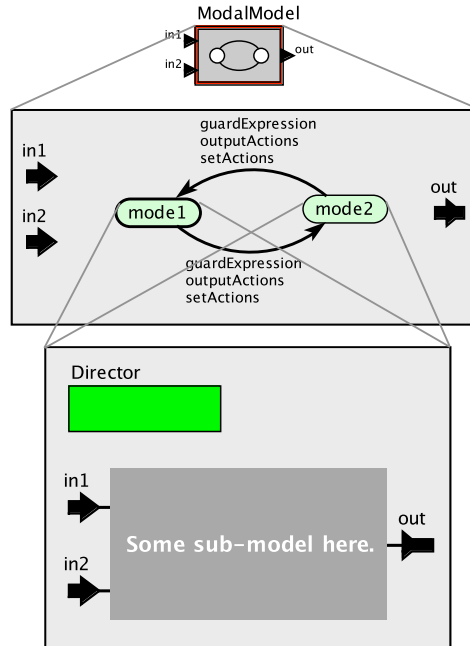 ModalModel
in1
out
in2
guardExpression
outputActions
setActions
in1
out
in2
mode1
mode2
guardExpression
outputActions
setActions
Director
in1
out
Some sub-model here.
in2